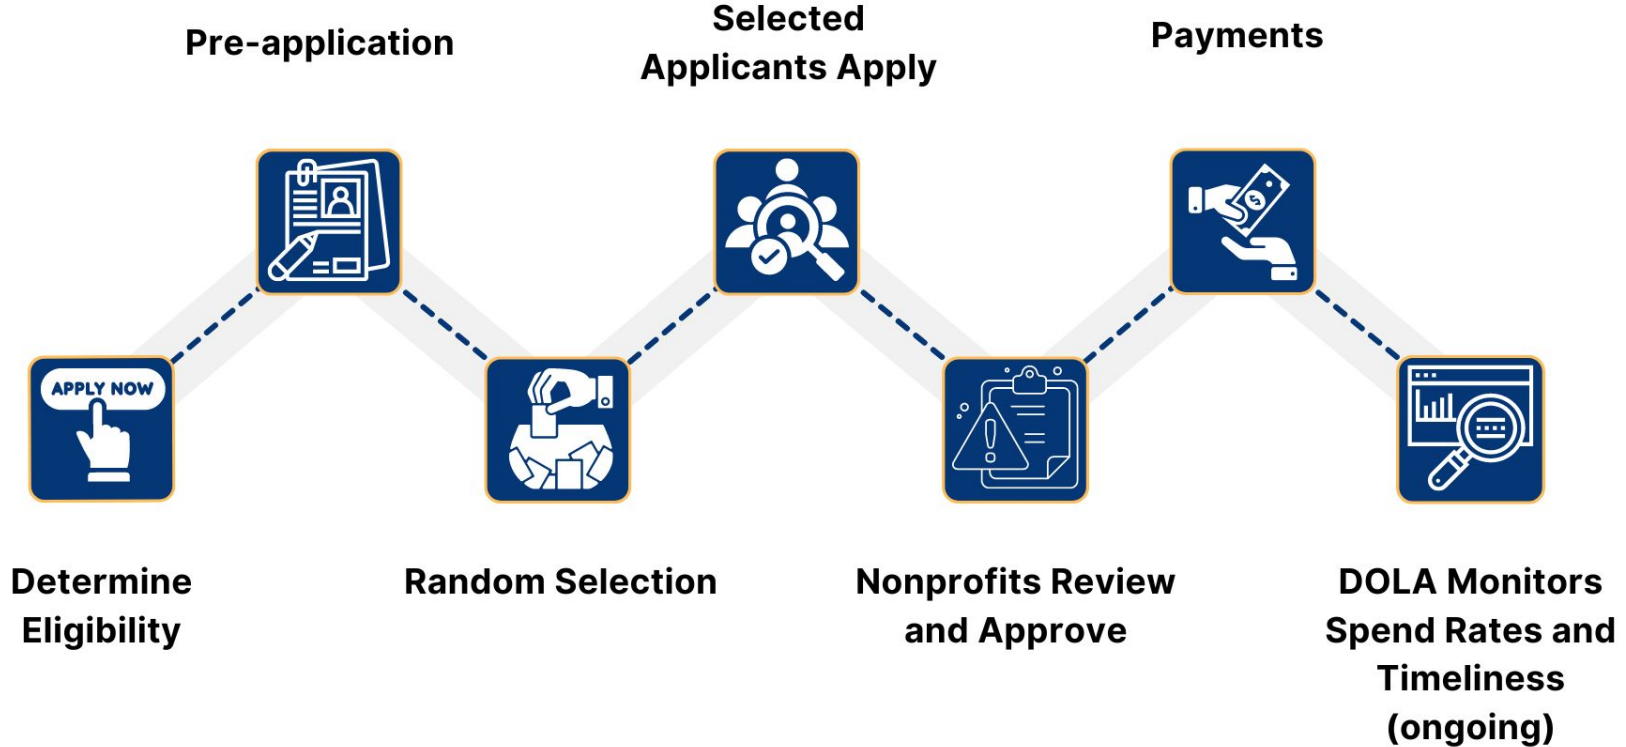 Pre-application
Selected
Applicants Apply
Payments
APPLY NOW
Determine
Eligibility
Random Selection
Nonprofits Review
and Approve
DOLA Monitors
Spend Rates and
Timeliness
(ongoing)